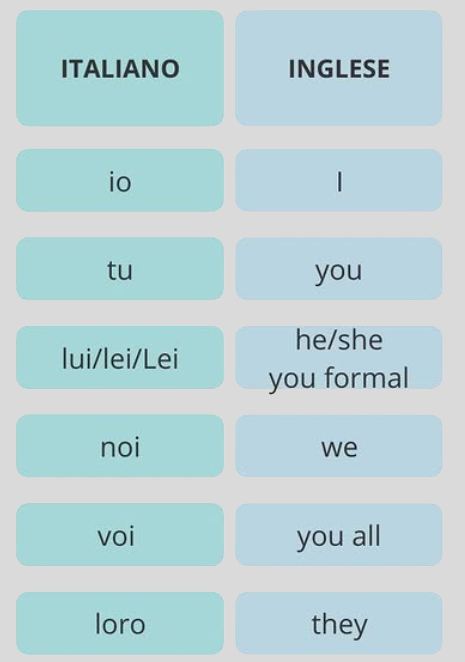 ITALIANO INGLESE
io I
tu you
lui/lei/Lei he/she
you formal
noi we
voi you all
loro they